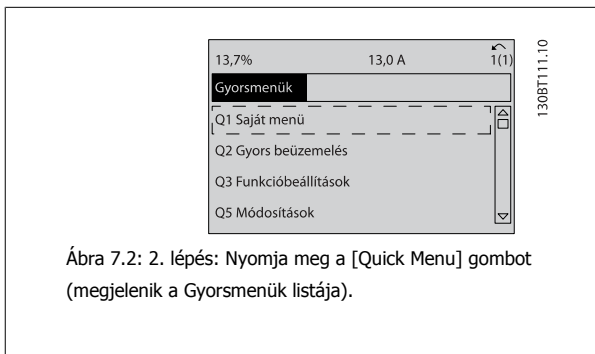 13,7% 13,0 A 1(1)
Gyorsmenük
Q1 Saját menü
Q2 Gyors beüzemelés
Q3 Funkcióbeállítások
Q5 Módosítások
130BT111.10
Ábra 7.2: 2. lépés: Nyomja meg a [Quick Menu] gombot
(megjelenik a Gyorsmenük listája).